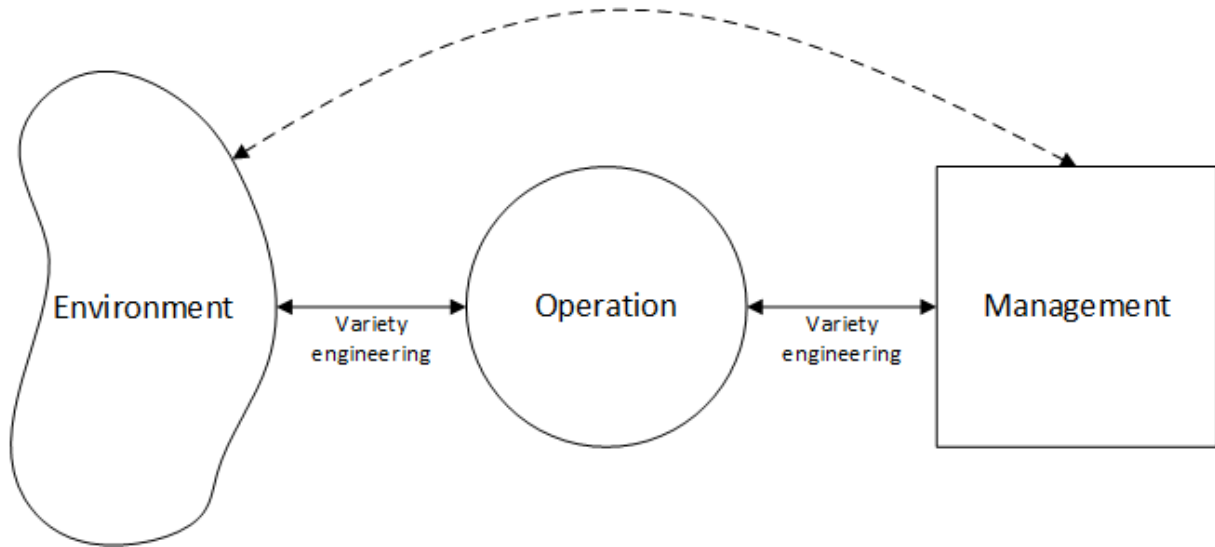 Environment
Variety
engineering
Operation
Variety
engineering
Management